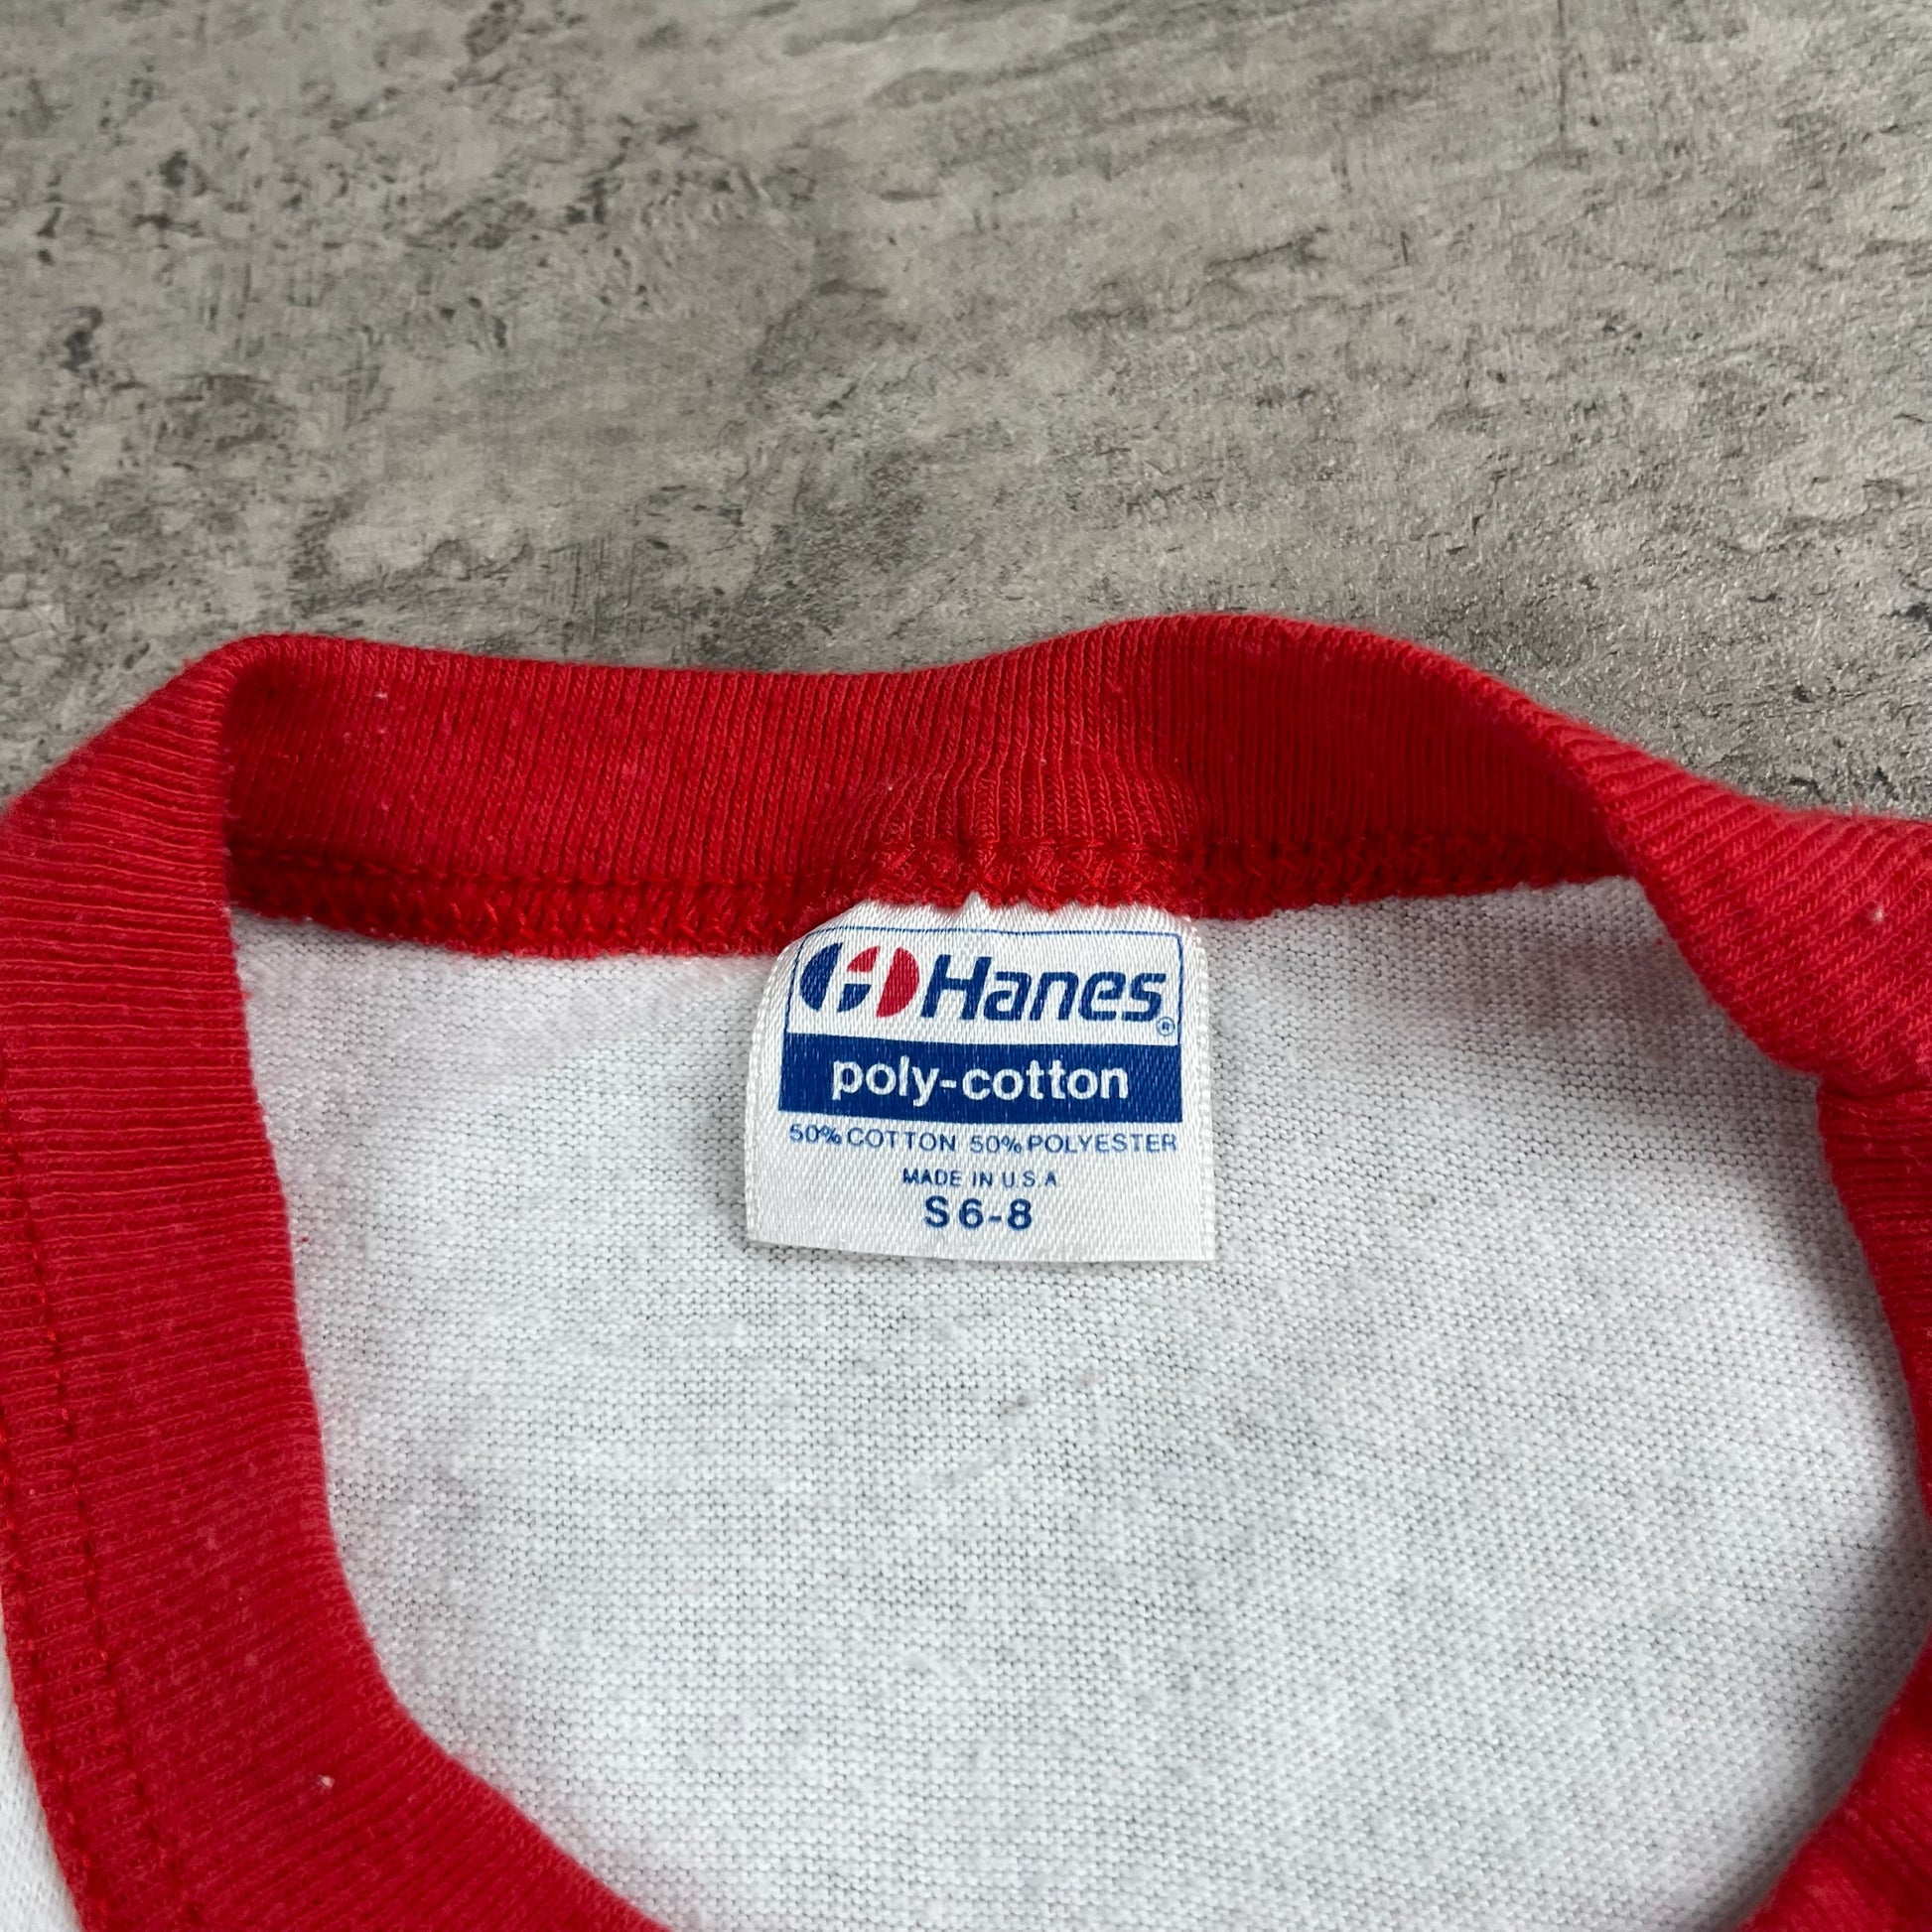 Hanes®
poly-cotton
50% COTTON 50% POLYESTER
MADE IN U.S.A
S 6-8